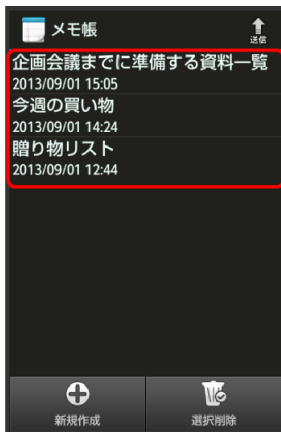 メモ帳
送信
企画会議までに準備する資料一覧
2013/09/01 15:05
今週の買い物
2013/09/01 14:24
贈り物リスト
2013/09/01 12:44
新規作成
選択削除